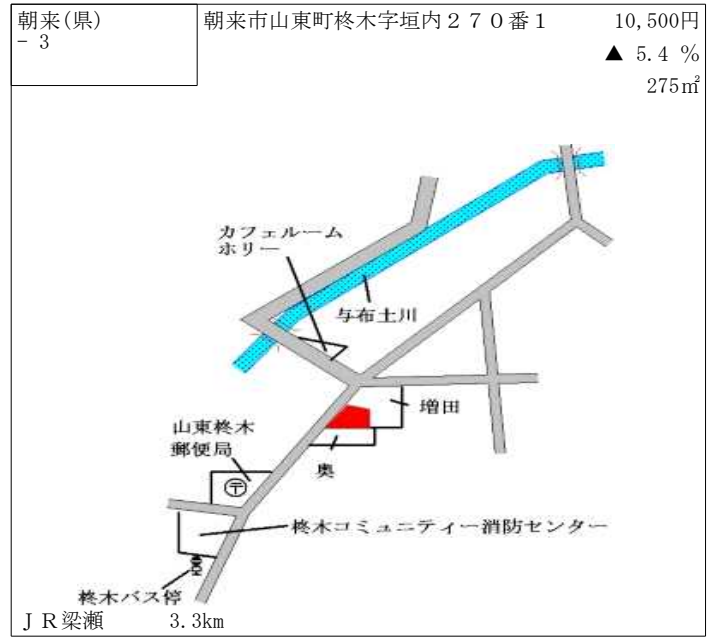 朝来(県)
- 3
朝来市山東町柊木字垣内２７０番１
10,500円
▲ 5.4 %
275㎡
カフェルーム
ホリー
与布土川
増田
山東柊木
郵便局
奥
〒
柊木コミュニティー消防センター
柊木バス停
ＪＲ梁瀬 3.3km